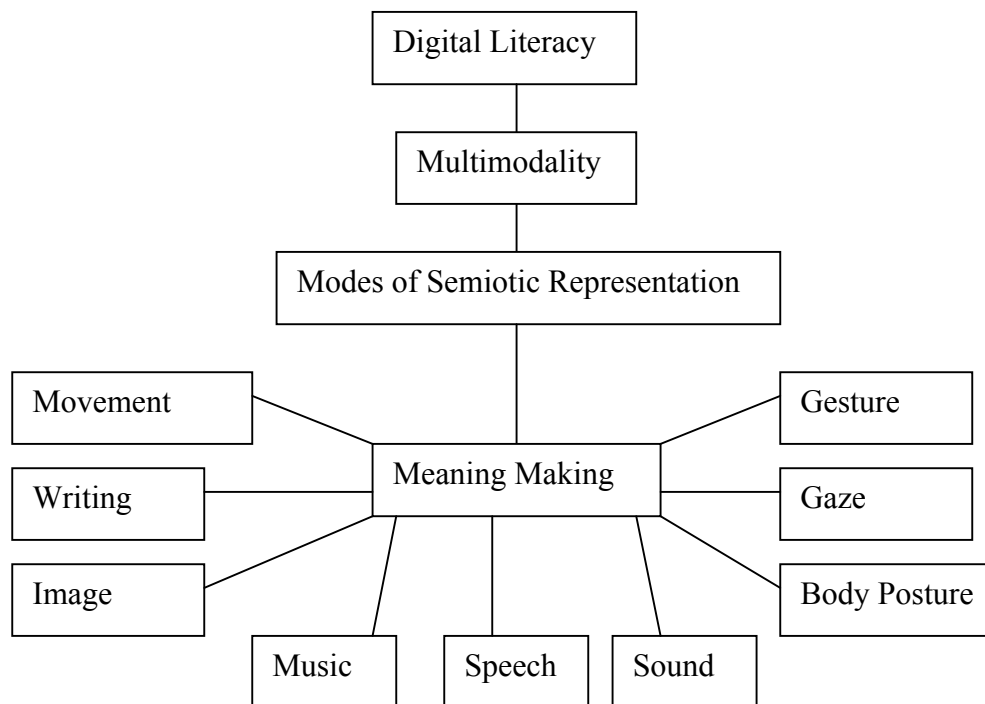 Digital Literacy
Multimodality
Modes of Semiotic Representation
Movement
Gesture
Meaning Making
Writing
Gaze
Image
Body Posture
Music
Speech
Sound